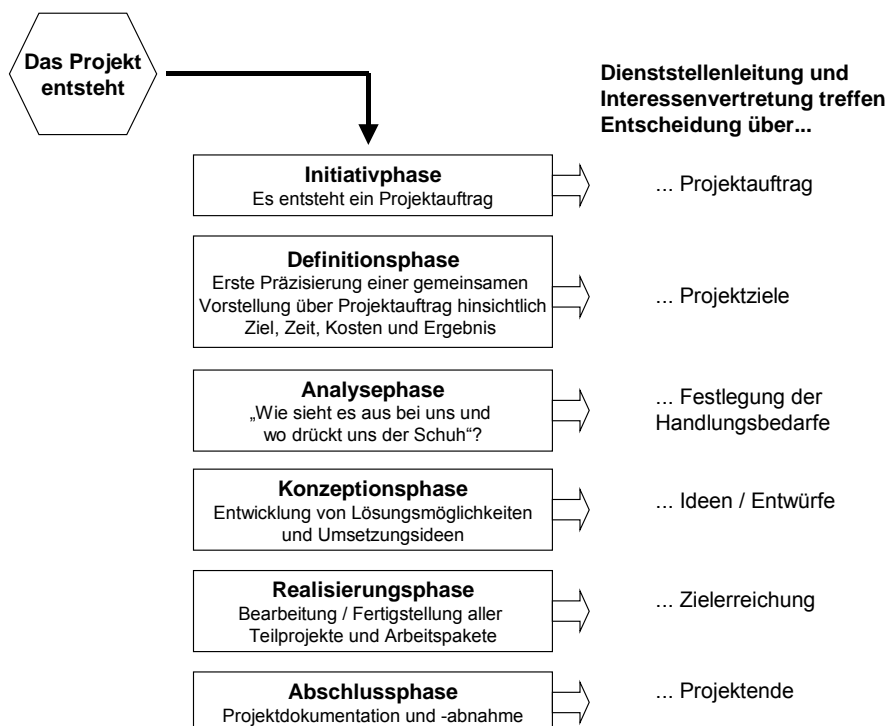 Das Projekt
entsteht
Dienststellenleitung und
Interessenvertretung treffen
Entscheidung über...
Initiativphase
Es entsteht ein Projektauftrag
... Projektauftrag
Definitionsphase
Erste Präzisierung einer gemeinsamen
Vorstellung über Projektauftrag hinsichtlich
Ziel, Zeit, Kosten und Ergebnis
... Projektziele
Analysephase
„Wie sieht es aus bei uns und
wo drückt uns der Schuh“?
... Festlegung der
Handlungsbedarfe
Konzeptionsphase
Entwicklung von Lösungsmöglichkeiten
und Umsetzungsideen
... Ideen / Entwürfe
Realisierungsphase
Bearbeitung / Fertigstellung aller
Teilprojekte und Arbeitspakete
... Zielerreichung
Abschlussphase
Projektdokumentation und -abnahme
... Projektende